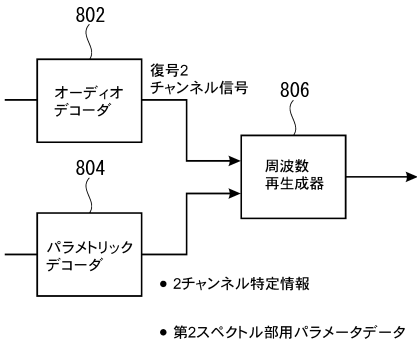 802
オーディオ
デコーダ
復号2
チャンネル信号
806
周波数
再生成器
804
パラメトリック
デコーダ
● 2チャンネル特定情報
● 第2スペクトル部用パラメータデータ